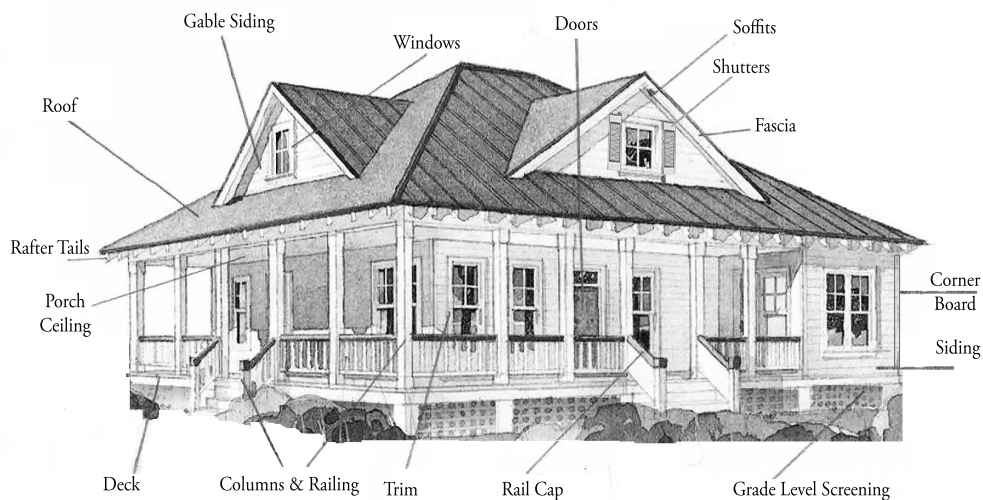 Gable Siding
Doors
Soffits
Windows
Shutters
Roof
Fascia
Rafter Tails
Porch
Ceiling
Corner
Board
Siding
Deck
Columns & Railing
Trim
Rail Cap
Grade Level Screening